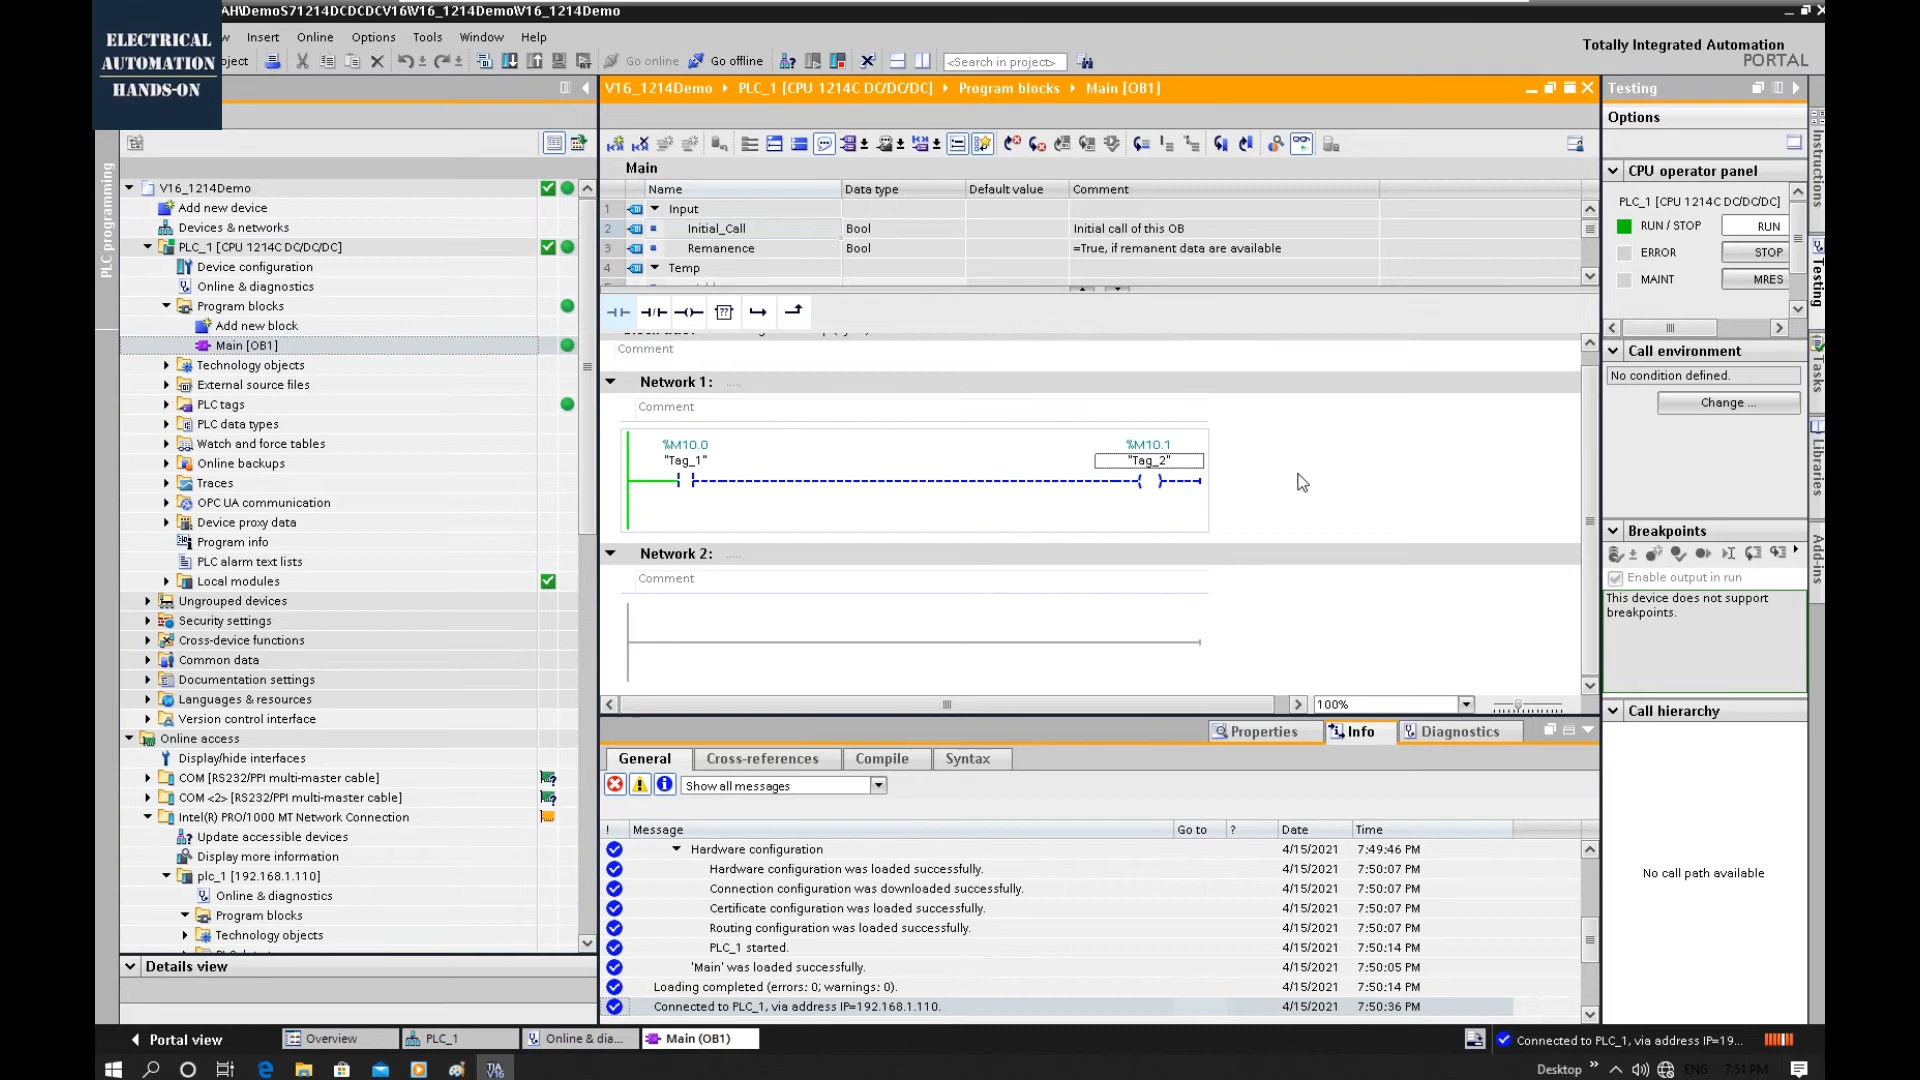 AH\DemoS71214DCDCDCV16\V16_1214Demo\V16_1214Demo
ELECTRICAL
AUTOMATION
HANDS-ON
Insert Online Options Tools Window Help
Totally Integrated Automation
PORTAL
Go online Go offline <Search in project>
V16_1214Demo PLC_1 [CPU 1214C DC/DC/DC] Program blocks Main [OB1]
Testing
Options
PLC programming
V16_1214Demo
Add new device
Devices & networks
PLC_1 [CPU 1214C DC/DC/DC]
Device configuration
Online & diagnostics
Program blocks
Add new block
Main [OB1]
Technology objects
External source files
PLC tags
PLC data types
Watch and force tables
Online backups
Traces
OPC UA communication
Device proxy data
Program info
PLC alarm text lists
Local modules
Ungrouped devices
Security settings
Cross-device functions
Common data
Documentation settings
Languages & resources
Version control interface
Online access
Display/hide interfaces
COM [RS232/PPI multi-master cable]
COM <2> [RS232/PPI multi-master cable]
Intel(R) PRO/1000 MT Network Connection
Update accessible devices
Display more information
plc_1 [192.168.1.110]
Online & diagnostics
Program blocks
Technology objects
Details view
Main
Name Data type Default value Comment
1 Input
2 Initial_Call Bool Initial call of this OB
3 Remanence Bool =True, if remanent data are available
4 Temp
Comment
Network 1: .....
Comment
%M10.0 %M10.1
"Tag_1" "Tag_2"
Network 2: .....
Comment
100%
Properties Info Diagnostics
General Cross-references Compile Syntax
Show all messages
! Message Go to ? Date Time
Hardware configuration 4/15/2021 7:49:46 PM
Hardware configuration was loaded successfully. 4/15/2021 7:50:07 PM
Connection configuration was downloaded successfully. 4/15/2021 7:50:07 PM
Certificate configuration was loaded successfully. 4/15/2021 7:50:07 PM
Routing configuration was loaded successfully. 4/15/2021 7:50:07 PM
PLC_1 started. 4/15/2021 7:50:14 PM
'Main' was loaded successfully. 4/15/2021 7:50:05 PM
Loading completed (errors: 0; warnings: 0). 4/15/2021 7:50:14 PM
Connected to PLC_1, via address IP=192.168.1.110. 4/15/2021 7:50:36 PM
CPU operator panel
PLC_1 [CPU 1214C DC/DC/DC]
RUN / STOP RUN
ERROR STOP
MAINT MRES
Call environment
No condition defined.
Change ...
Breakpoints
Enable output in run
This device does not support
breakpoints.
Call hierarchy
No call path available
Instructions
Testing
Tasks
Libraries
Add-ins
Portal view Overview PLC_1 Online & dia... Main (OB1) Connected to PLC_1, via address IP=19...
Desktop ENG 7:51 PM